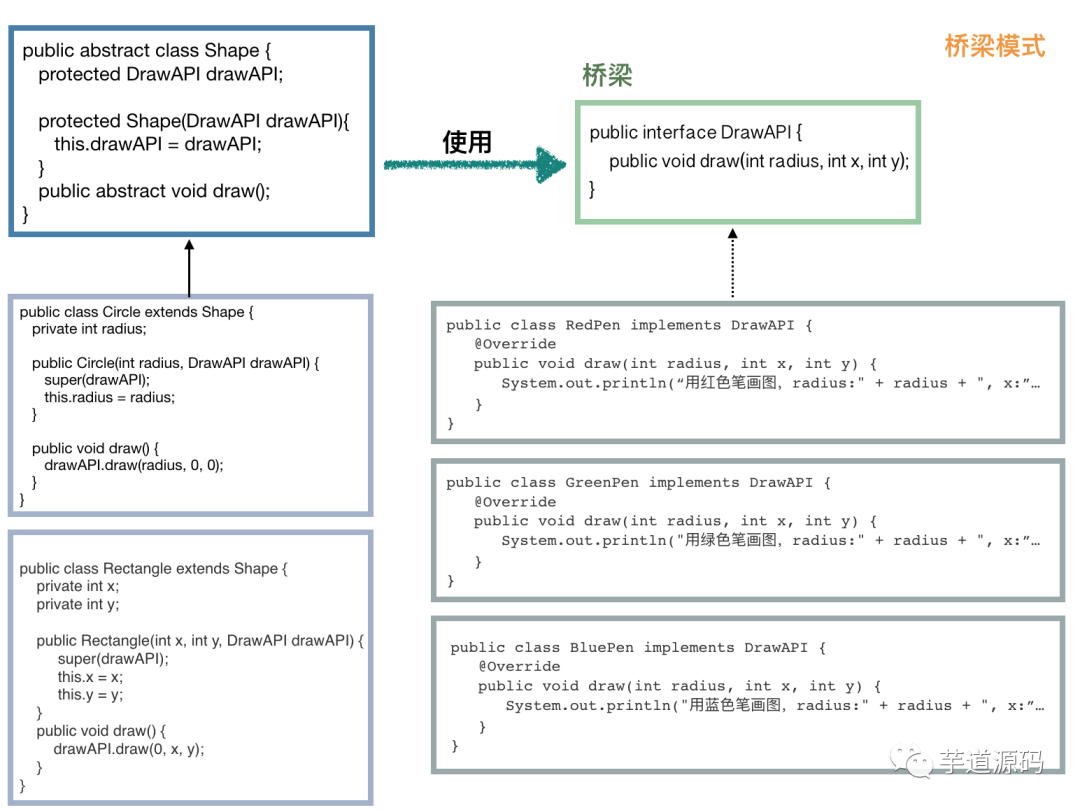 桥梁模式
public abstract class Shape {
protected DrawAPI drawAPI;
protected Shape(DrawAPI drawAPI){
this.drawAPI = drawAPI;
}
public abstract void draw();
}
使用
桥梁
public interface DrawAPI {
public void draw(int radius, int x, int y);
}
public class Circle extends Shape {
private int radius;
public Circle(int radius, DrawAPI drawAPI) {
super(drawAPI);
this.radius = radius;
}
public void draw() {
drawAPI.draw(radius, 0, 0);
}
}
public class Rectangle extends Shape {
private int x;
private int y;
public Rectangle(int x, int y, DrawAPI drawAPI) {
super(drawAPI);
this.x = x;
this.y = y;
}
public void draw() {
drawAPI.draw(0, x, y);
}
}
public class RedPen implements DrawAPI {
@Override
public void draw(int radius, int x, int y) {
System.out.println(“用红色笔画图，radius:" + radius + ", x:”…
}
}
public class GreenPen implements DrawAPI {
@Override
public void draw(int radius, int x, int y) {
System.out.println("用绿色笔画图，radius:" + radius + ", x:”…
}
}
public class BluePen implements DrawAPI {
@Override
public void draw(int radius, int x, int y) {
System.out.println("用蓝色笔画图，radius:" + radius + ", x:”…
}
}
芋道源码